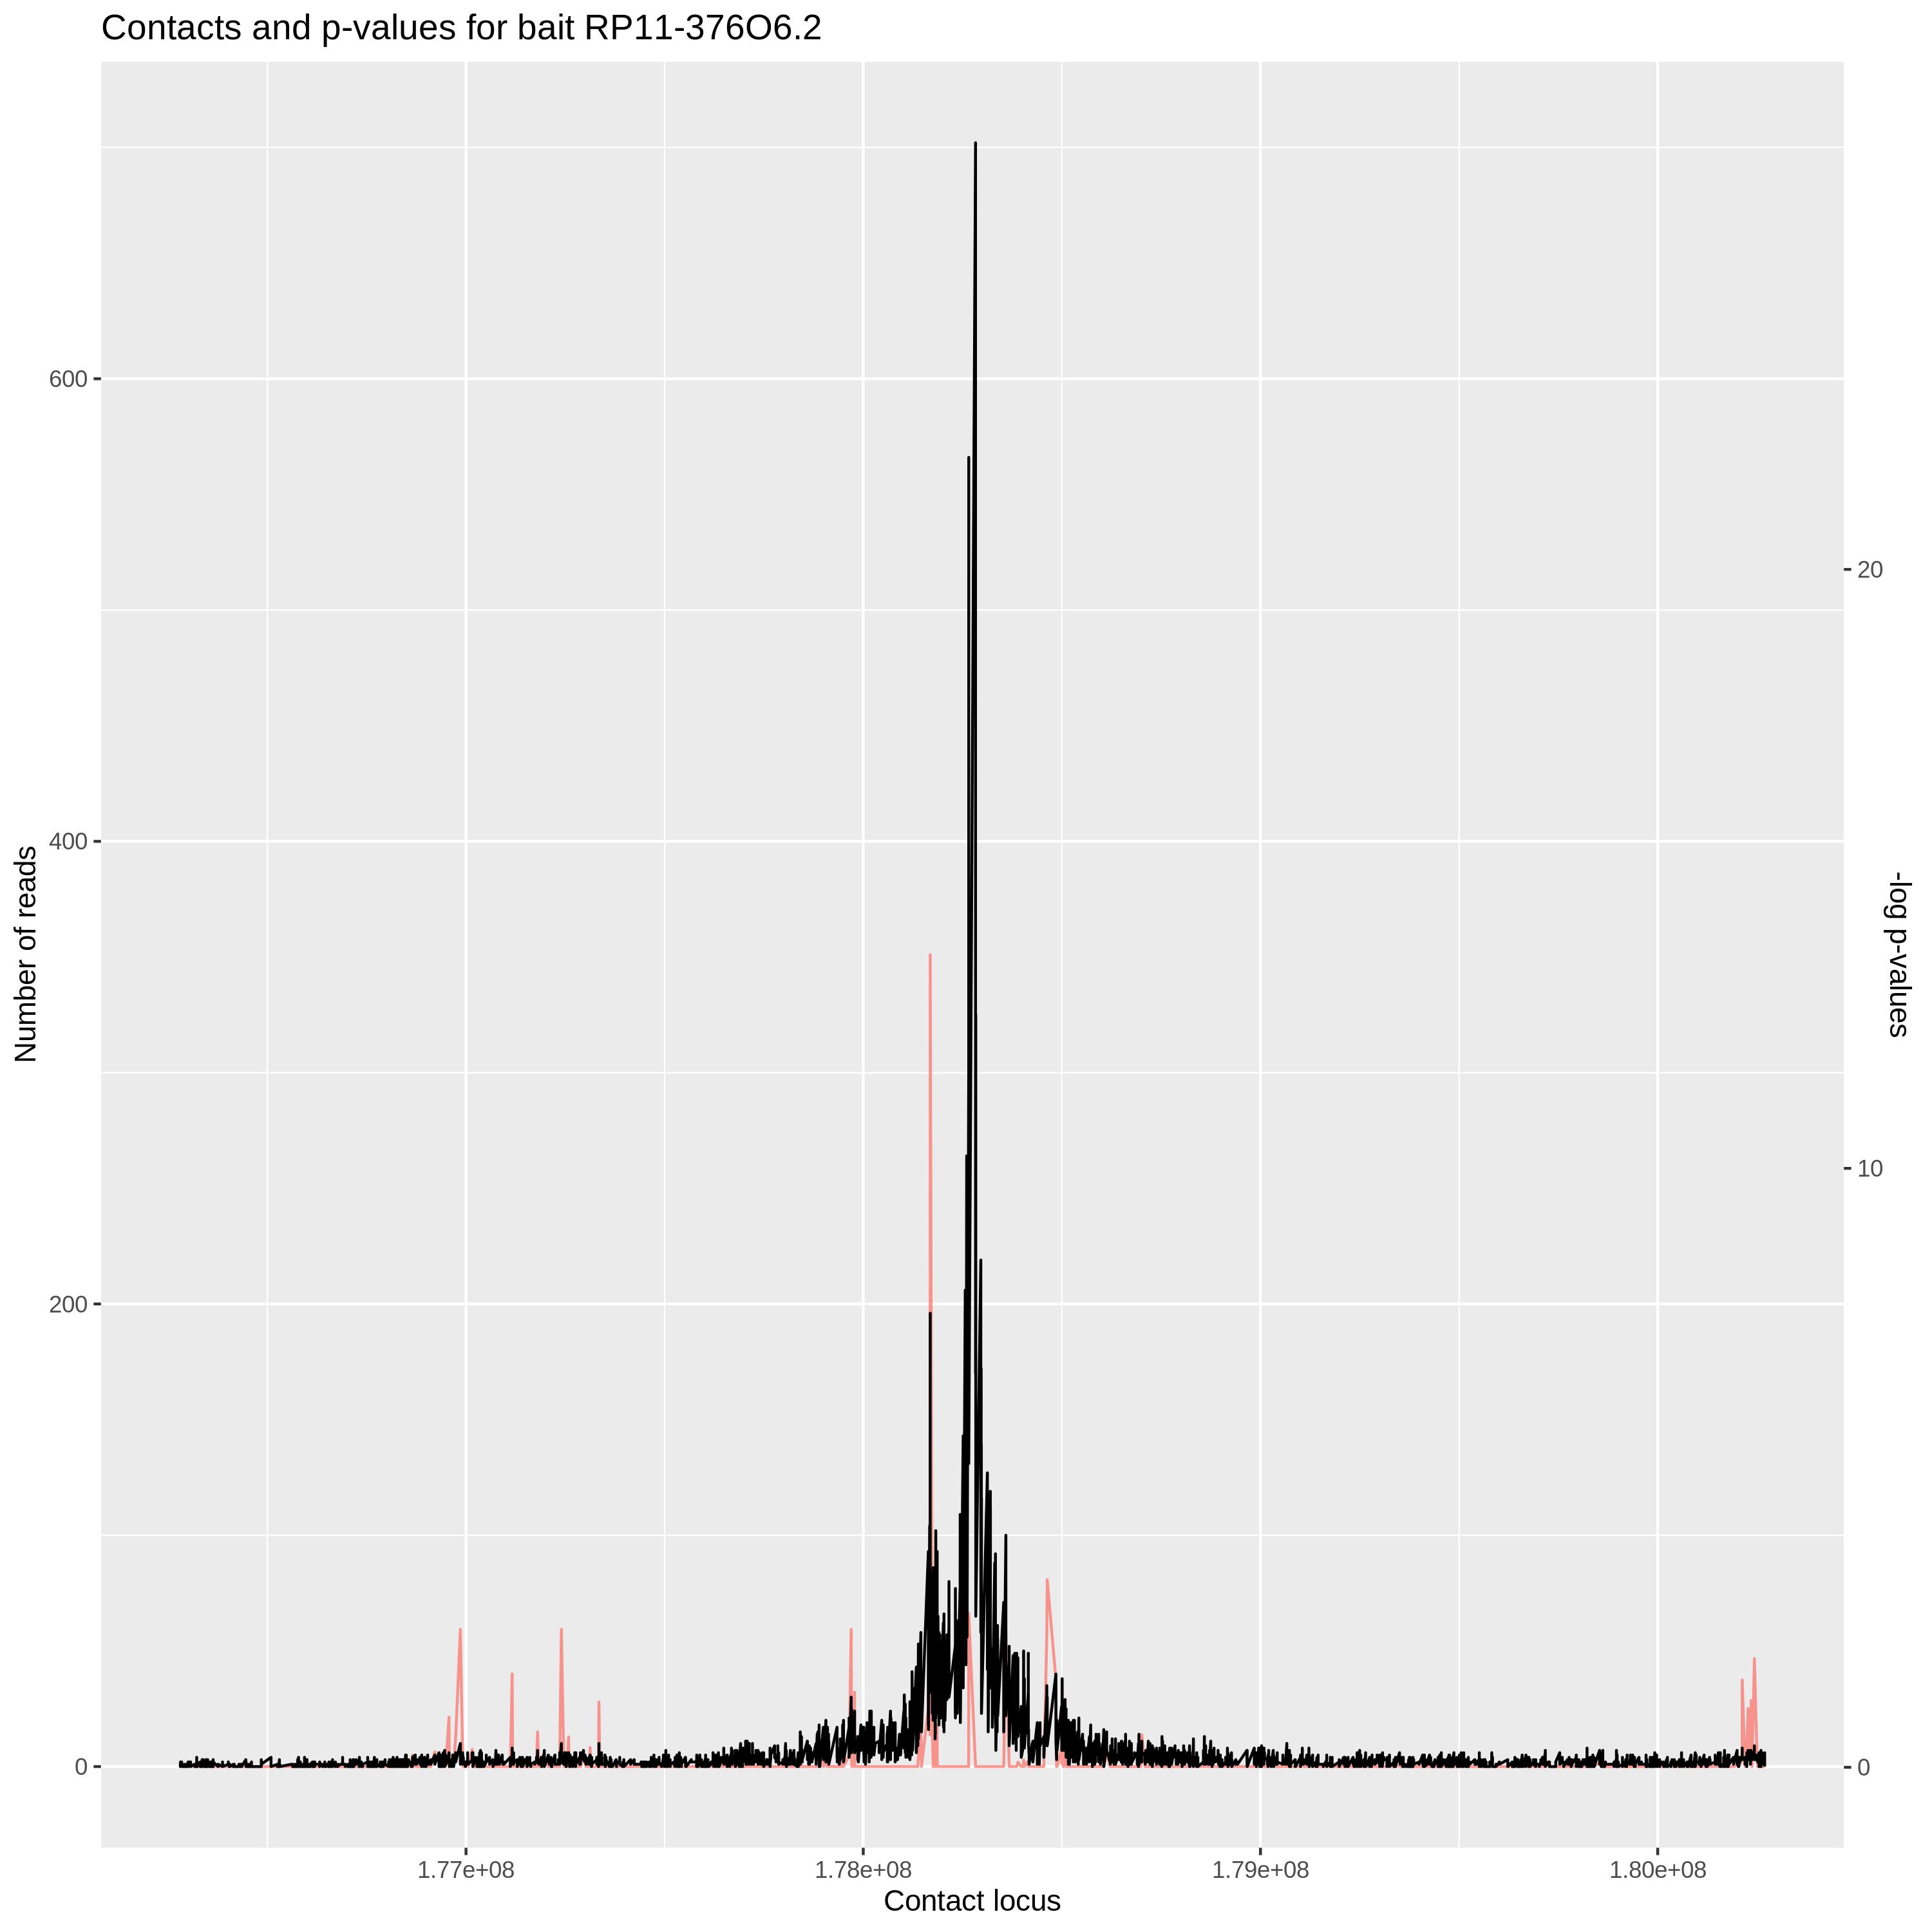 Contacts and p-values for bait RP11-376O6.2
600
400
200
0
Number of reads
20
10
0
-log p-values
1.77e+08
1.78e+08
1.79e+08
1.80e+08
Contact locus